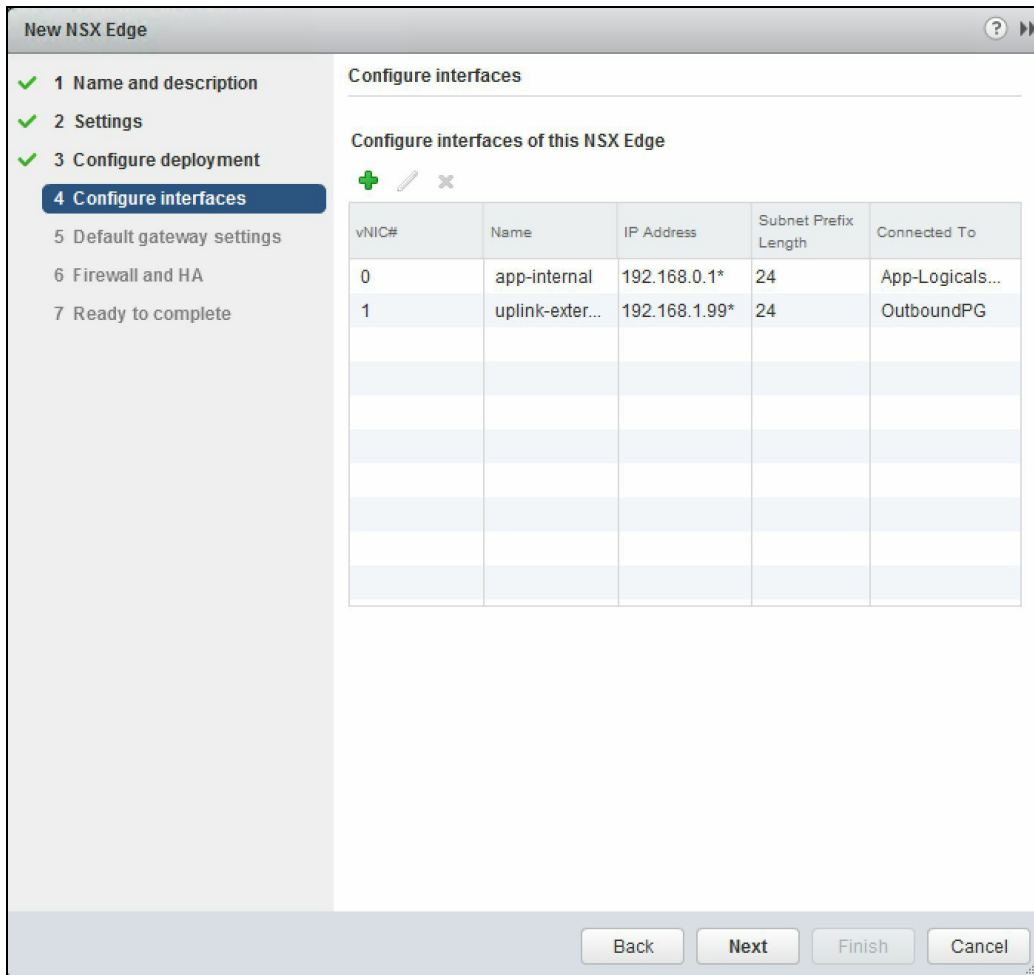 New NSX Edge
?
1 Name and description
2 Settings
3 Configure deployment
4 Configure interfaces
5 Default gateway settings
6 Firewall and HA
7 Ready to complete
Configure interfaces
Configure interfaces of this NSX Edge
vNIC# Name IP Address Subnet Prefix Length Connected To
0 app-internal 192.168.0.1* 24 App-Logicals...
1 uplink-exter... 192.168.1.99* 24 OutboundPG
Back Next Finish Cancel